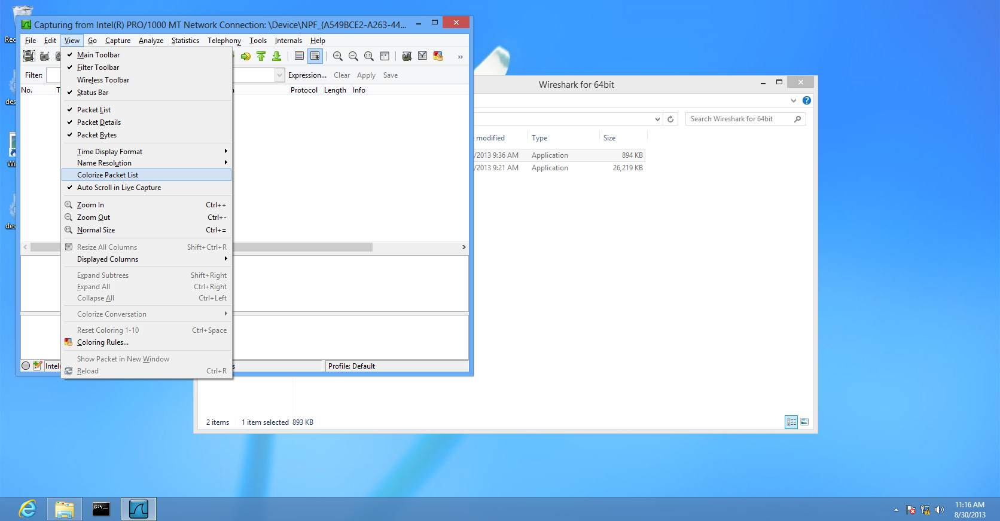 Capturing from Intel(R) PRO/1000 MT Network Connection: \Device\NPF_{A549BCE2-A263-44...
File Edit View Go Capture Analyze Statistics Telephony Tools Internals Help
Filter: Expression... Clear Apply Save
No. Protocol Length Info
Main Toolbar
Filter Toolbar
Wireless Toolbar
Status Bar
Packet List
Packet Details
Packet Bytes
Time Display Format
Name Resolution
Colorize Packet List
Auto Scroll in Live Capture
Zoom In Ctrl++
Zoom Out Ctrl+-
Normal Size Ctrl+=
Resize All Columns Shift+Ctrl+R
Displayed Columns
Expand Subtrees Shift+Right
Expand All Ctrl+Right
Collapse All Ctrl+Left
Colorize Conversation
Reset Coloring 1-10 Ctrl+Space
Coloring Rules...
Show Packet in New Window
Reload Ctrl+R
Profile: Default
Wireshark for 64bit
Search Wireshark for 64bit
modified Type Size
/2013 9:36 AM Application 894 KB
/2013 9:21 AM Application 26,219 KB
2 items 1 item selected 893 KB
Rec
des
Wi
des
C:\_
11:16 AM
8/30/2013